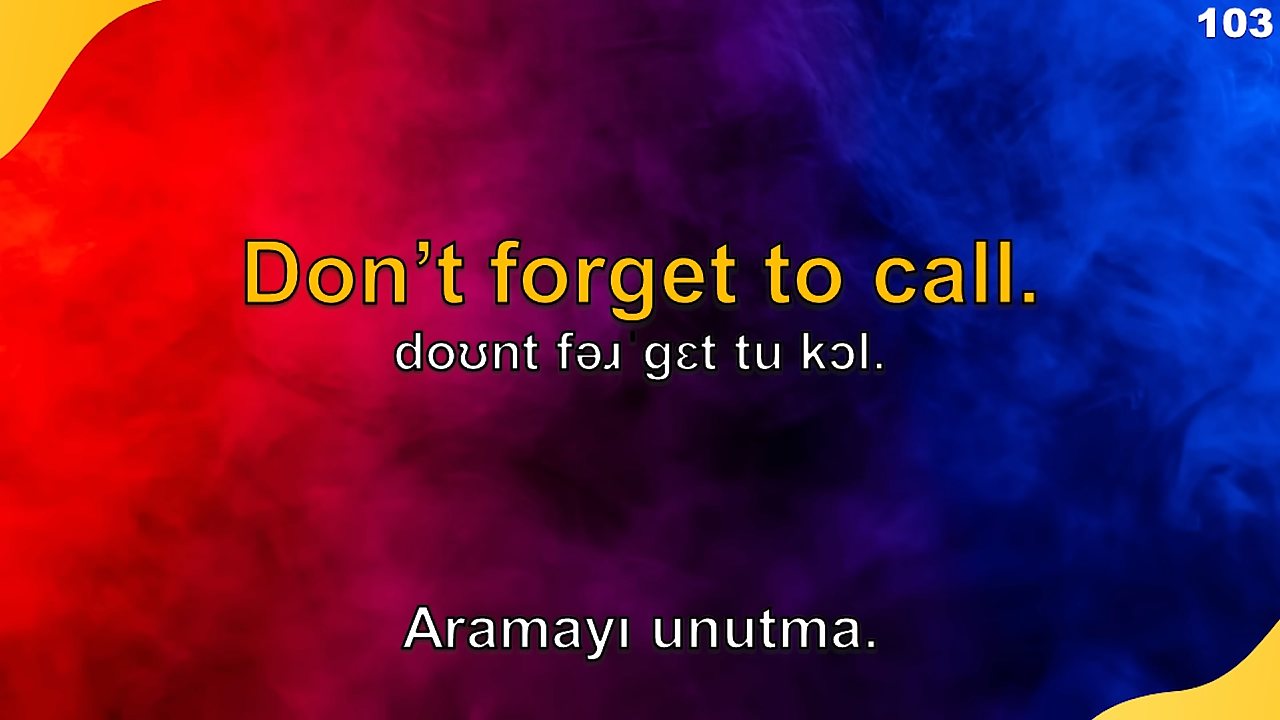 103
Don’t forget to call.
doʊnt fəɹˈɡɛt tu kɔl.
Aramayı unutma.